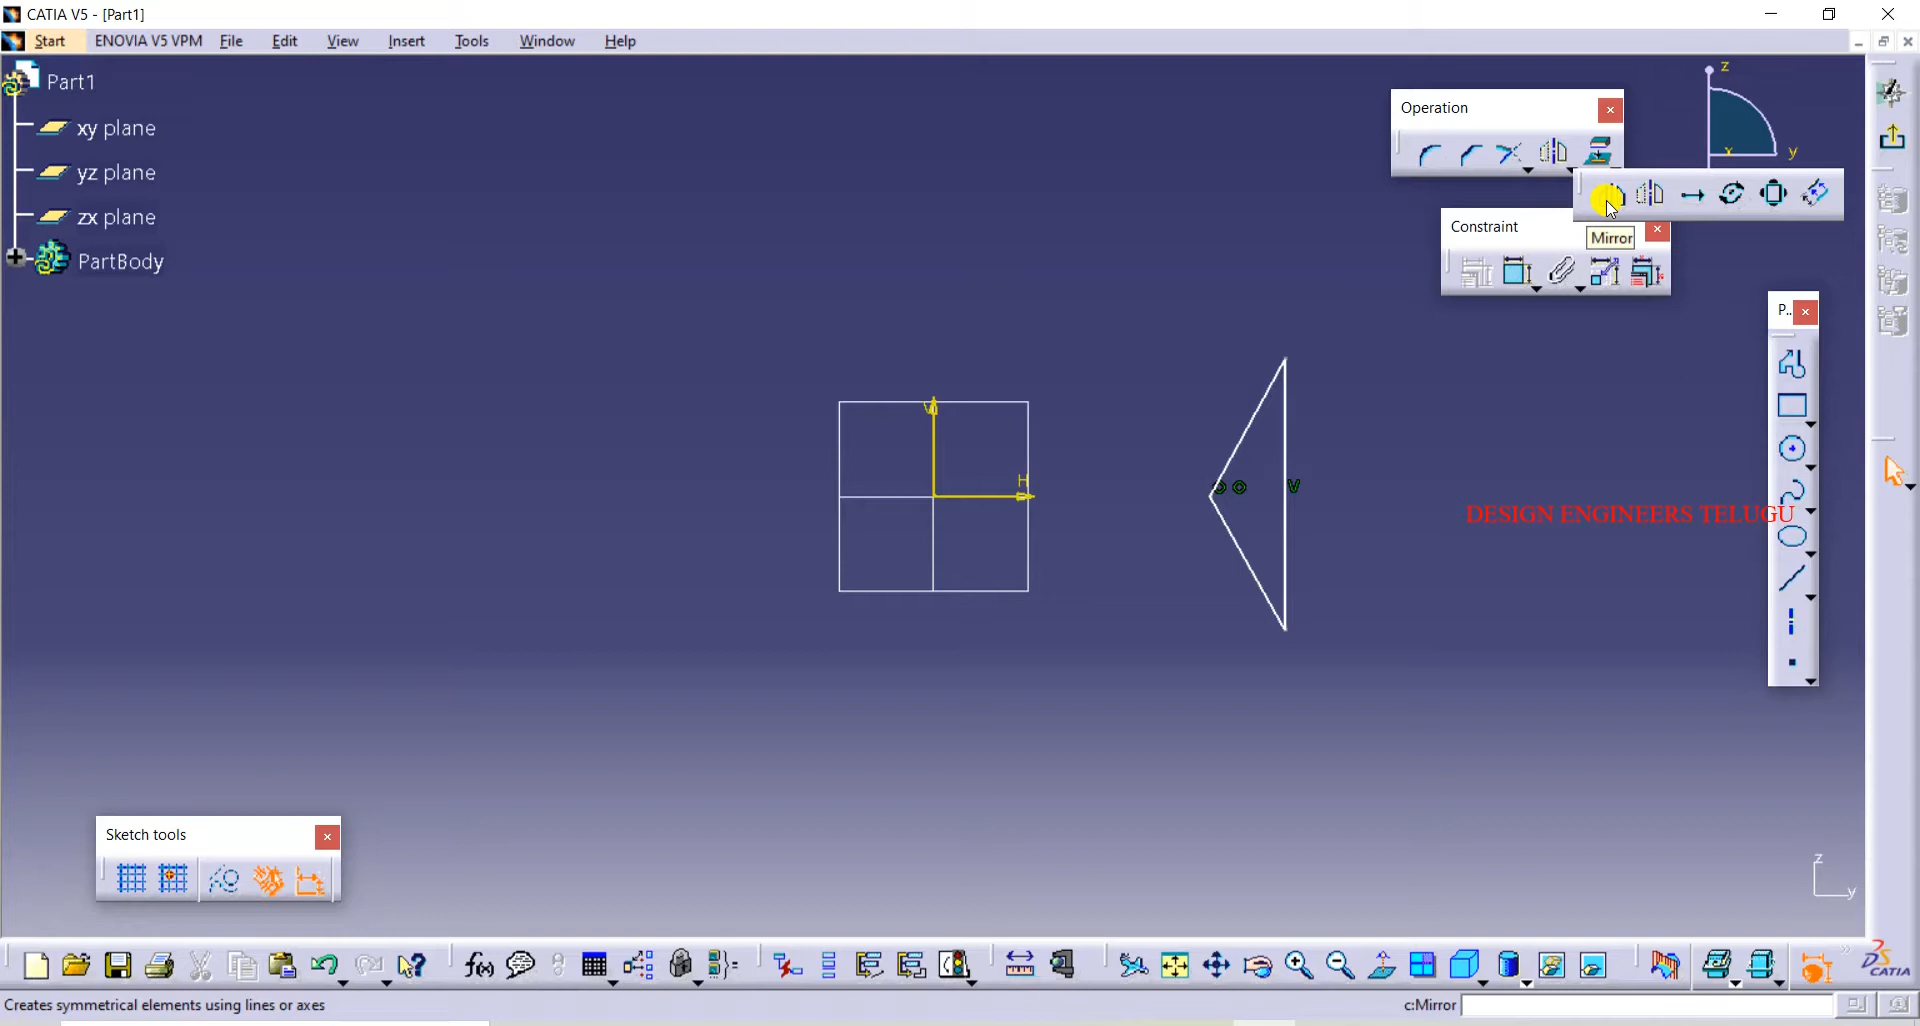 CATIA V5 - [Part1]
Start ENOVIA V5 VPM File Edit View Insert Tools Window Help
Part1
xy plane
yz plane
zx plane
PartBody
Operation
z
x
y
Constraint
Mirror
P..
V
H
V
DESIGN ENGINEERS TELUGU
Sketch tools
z
y
f(x)
CATIA
Creates symmetrical elements using lines or axes
c:Mirror